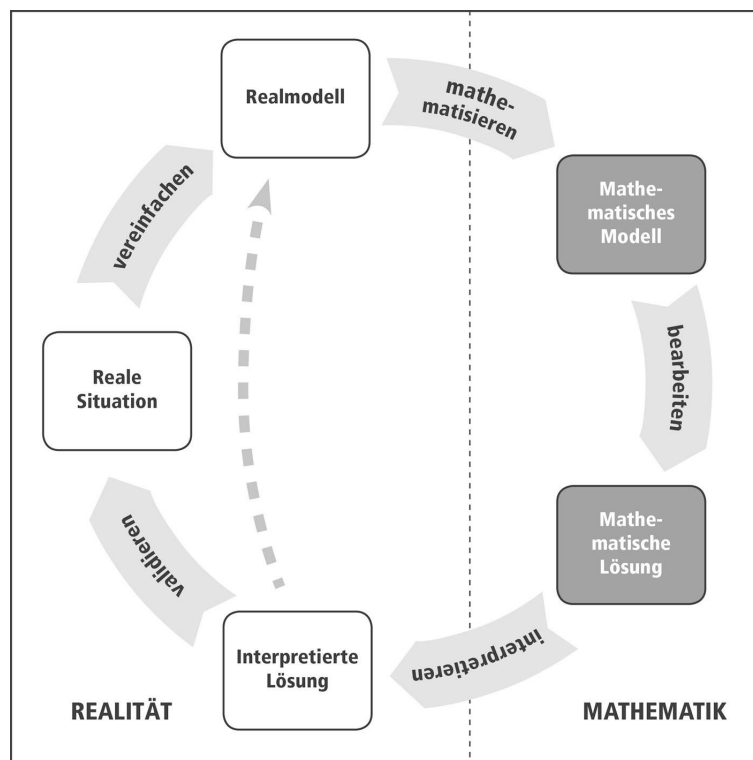 Realmodell
mathe-
matisieren
Mathe-
matisches
Modell
bearbeiten
Mathe-
matische
Lösung
interpretieren
Interpretierte
Lösung
validieren
Reale
Situation
vereinfachen
REALITÄT
MATHEMATIK